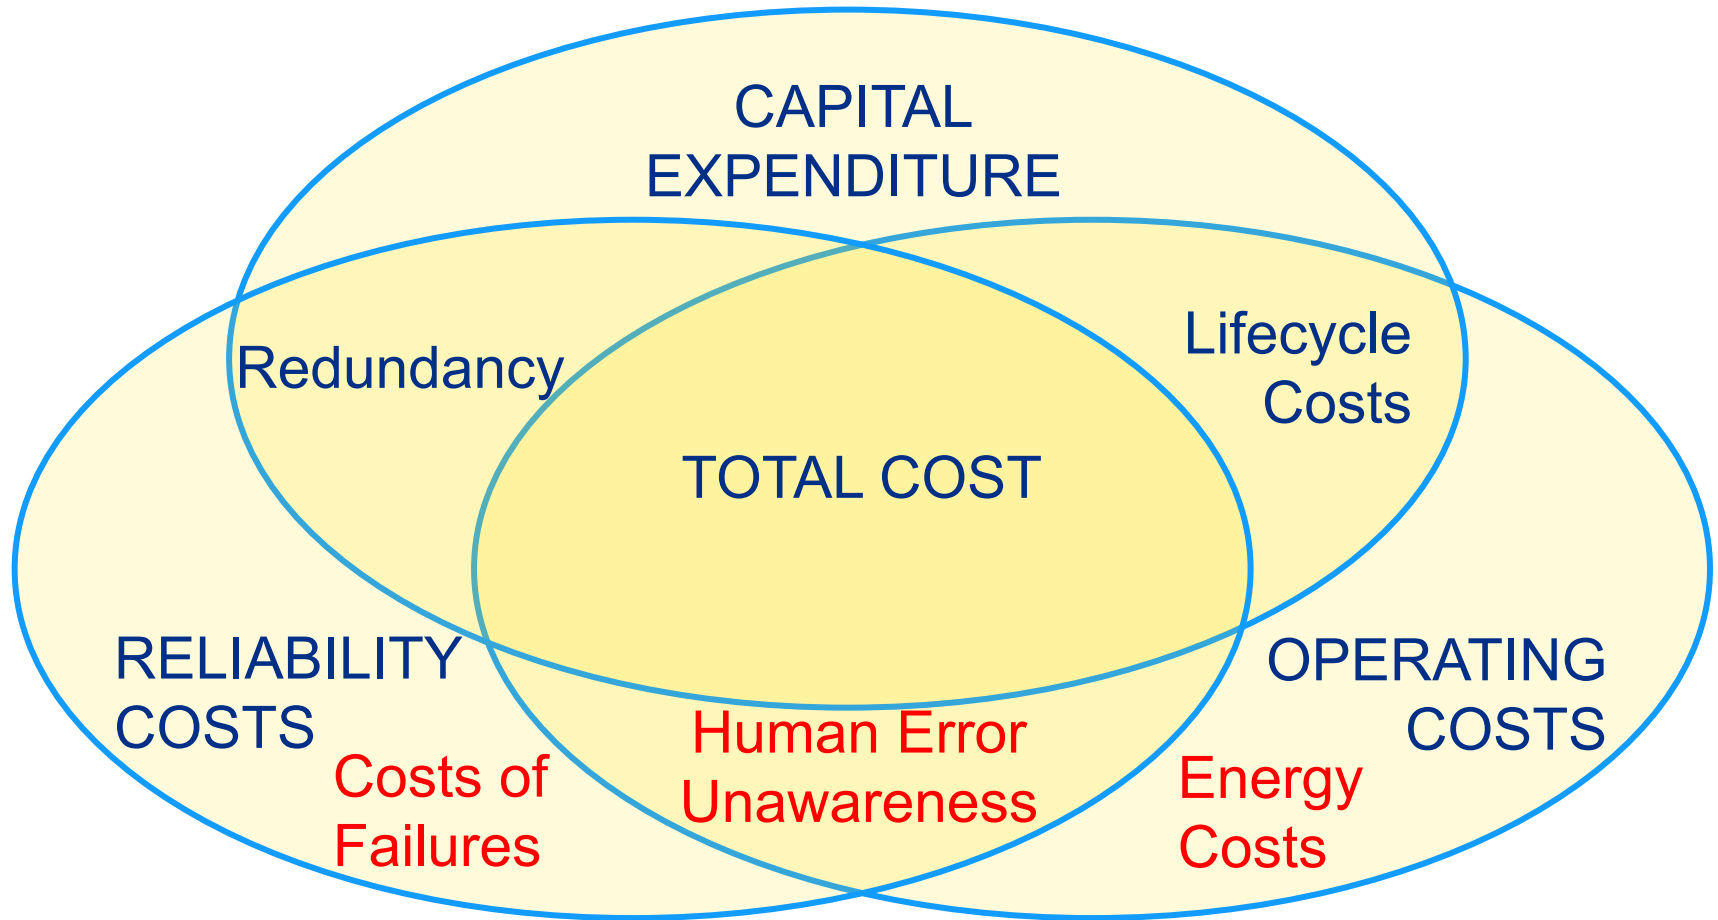 CAPITAL
EXPENDITURE
Redundancy
Lifecycle
Costs
TOTAL COST
RELIABILITY
COSTS
OPERATING
COSTS
Costs of
Failures
Human Error
Unawareness
Energy
Costs